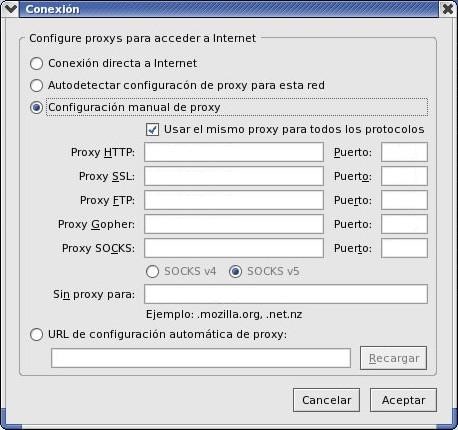 Conexión
Configure proxys para acceder a Internet
Conexión directa a Internet
Autodetectar configuracón de proxy para esta red
Configuración manual de proxy
Usar el mismo proxy para todos los protocolos
Proxy HTTP: Puerto:
Proxy SSL: Puerto:
Proxy FTP: Puerto:
Proxy Gopher: Puerto:
Proxy SOCKS: Puerto:
SOCKS v4 SOCKS v5
Sin proxy para:
Ejemplo: .mozilla.org, .net.nz
URL de configuración automática de proxy:
Recargar
Cancelar Aceptar